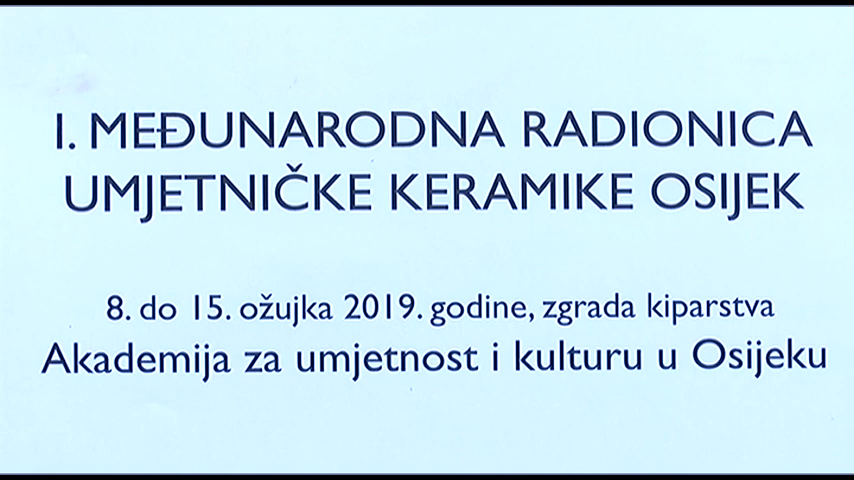 I. MEĐUNARODNA RADIONICA
UMJETNIČKE KERAMIKE OSIJEK
8. do 15. ožujka 2019. godine, zgrada kiparstva
Akademija za umjetnost i kulturu u Osijeku